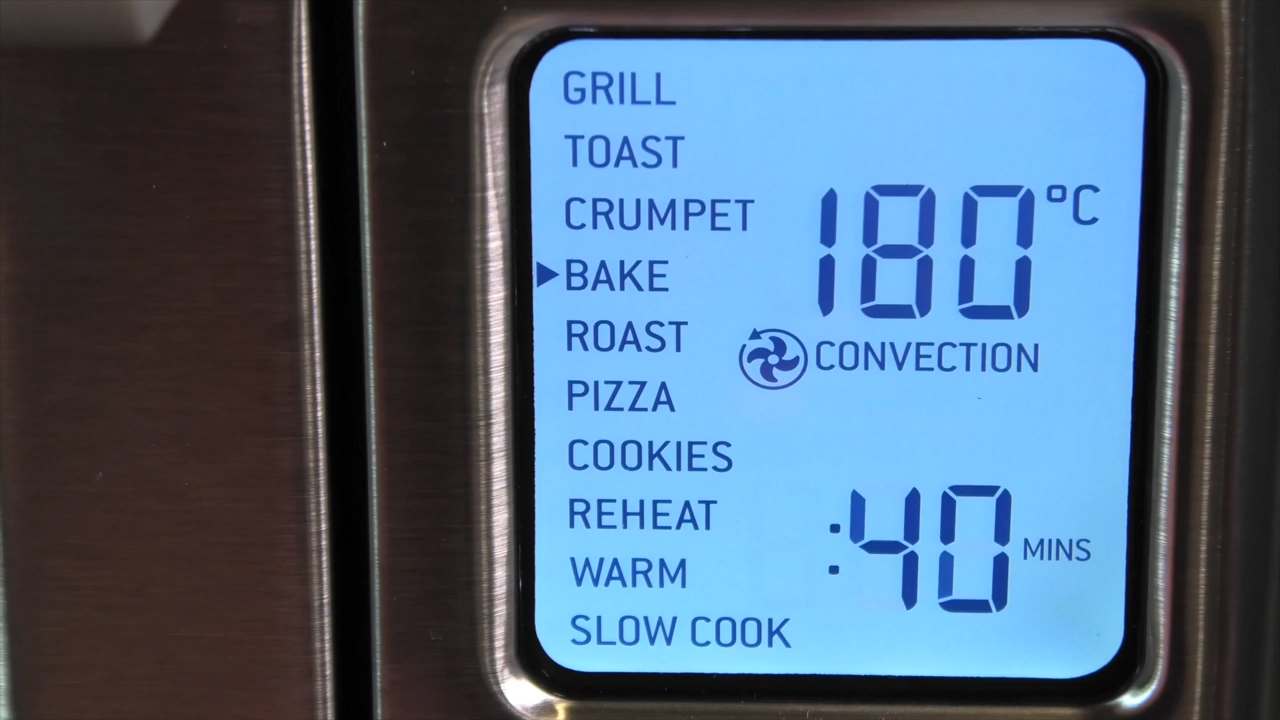 GRILL
TOAST
CRUMPET
BAKE
ROAST
PIZZA
COOKIES
REHEAT
WARM
SLOW COOK
180°C
CONVECTION
:40 MINS